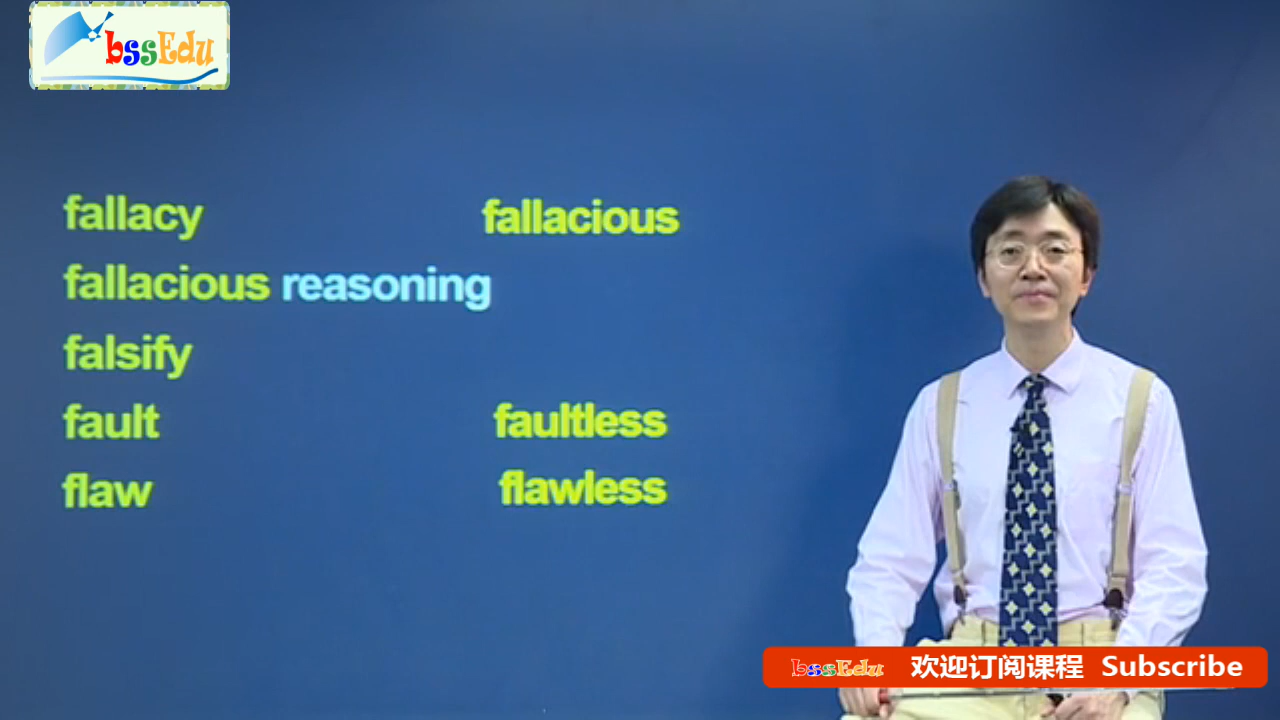 bssEdu
fallacy fallacious
fallacious reasoning
falsify
fault faultless
flaw flawless
bssEdu 欢迎订阅课程 Subscribe